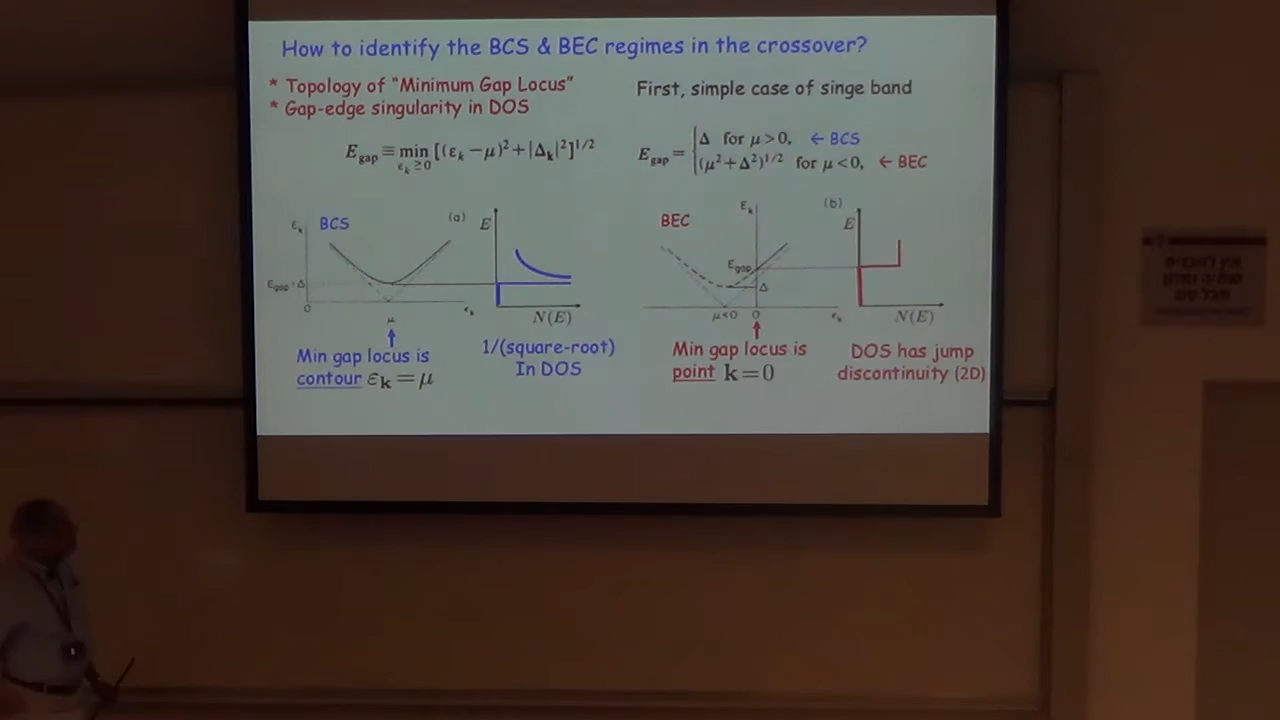 How to identify the BCS & BEC regimes in the crossover?
* Topology of "Minimum Gap Locus"
* Gap-edge singularity in DOS
E_gap ≡ min_{ε_k ≥ 0} [(ε_k − μ)² + |Δ_k|²]^{1/2}
First, simple case of singe band
E_gap = { Δ for μ > 0, ← BCS
(μ² + Δ²)^{1/2} for μ < 0, ← BEC
BCS
(a)
E_k
E_gap = Δ
0
μ
ε_k
E
N(E)
Min gap locus is
contour ε_k = μ
1/(square-root)
In DOS
BEC
(b)
E_k
E_gap
Δ
μ<0
0
ε_k
E
N(E)
Min gap locus is
point k = 0
DOS has jump
discontinuity (2D)